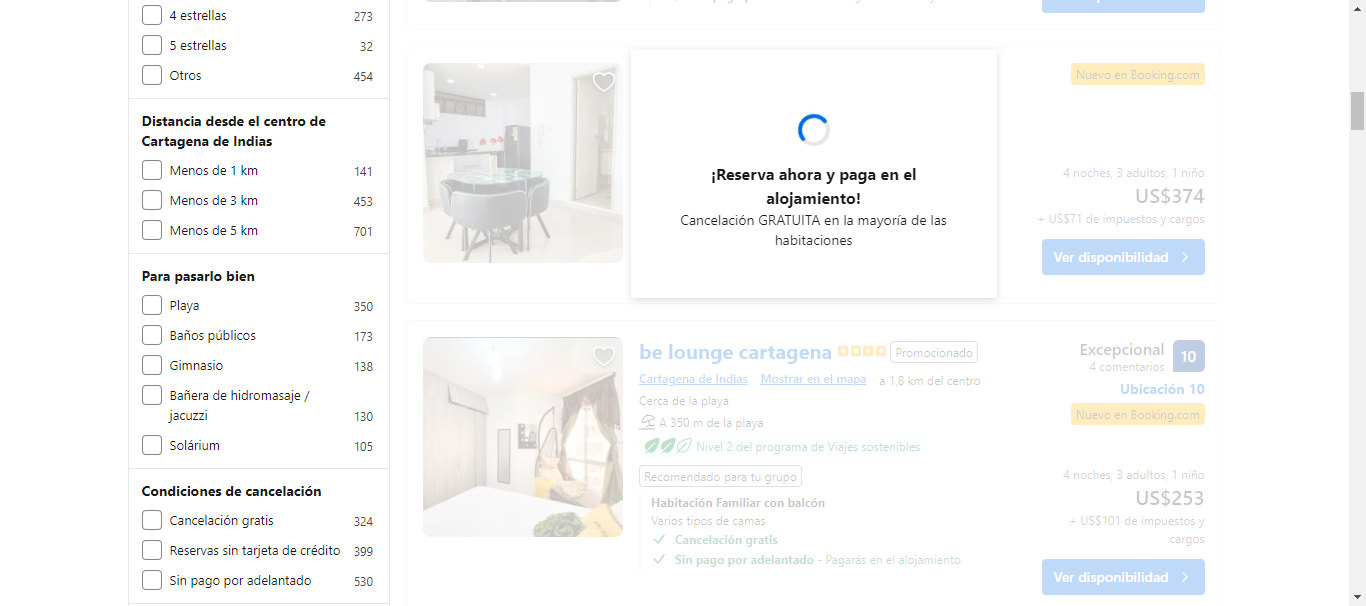 4 estrellas 273
5 estrellas 32
Otros 454
Distancia desde el centro de
Cartagena de Indias
Menos de 1 km 141
Menos de 3 km 453
Menos de 5 km 701
Para pasarlo bien
Playa 350
Baños públicos 173
Gimnasio 138
Bañera de hidromasaje /
jacuzzi 130
Solárium 105
Condiciones de cancelación
Cancelación gratis 324
Reservas sin tarjeta de crédito 399
Sin pago por adelantado 530
¡Reserva ahora y paga en el
alojamiento!
Cancelación GRATUITA en la mayoría de las
habitaciones
Nuevo en Booking.com
4 noches, 3 adultos, 1 niño
US$374
+ US$71 de impuestos y cargos
Ver disponibilidad
be lounge cartagena Promocionado
Cartagena de Indias Mostrar en el mapa a 1,8 km del centro
Cerca de la playa
A 350 m de la playa
Nivel 2 del programa de Viajes sostenibles
Recomendado para tu grupo
Habitación Familiar con balcón
Varios tipos de camas
Cancelación gratis
Sin pago por adelantado - Pagarás en el alojamiento
Excepcional 10
4 comentarios
Ubicación 10
Nuevo en Booking.com
4 noches, 3 adultos, 1 niño
US$253
+ US$101 de impuestos y
cargos
Ver disponibilidad